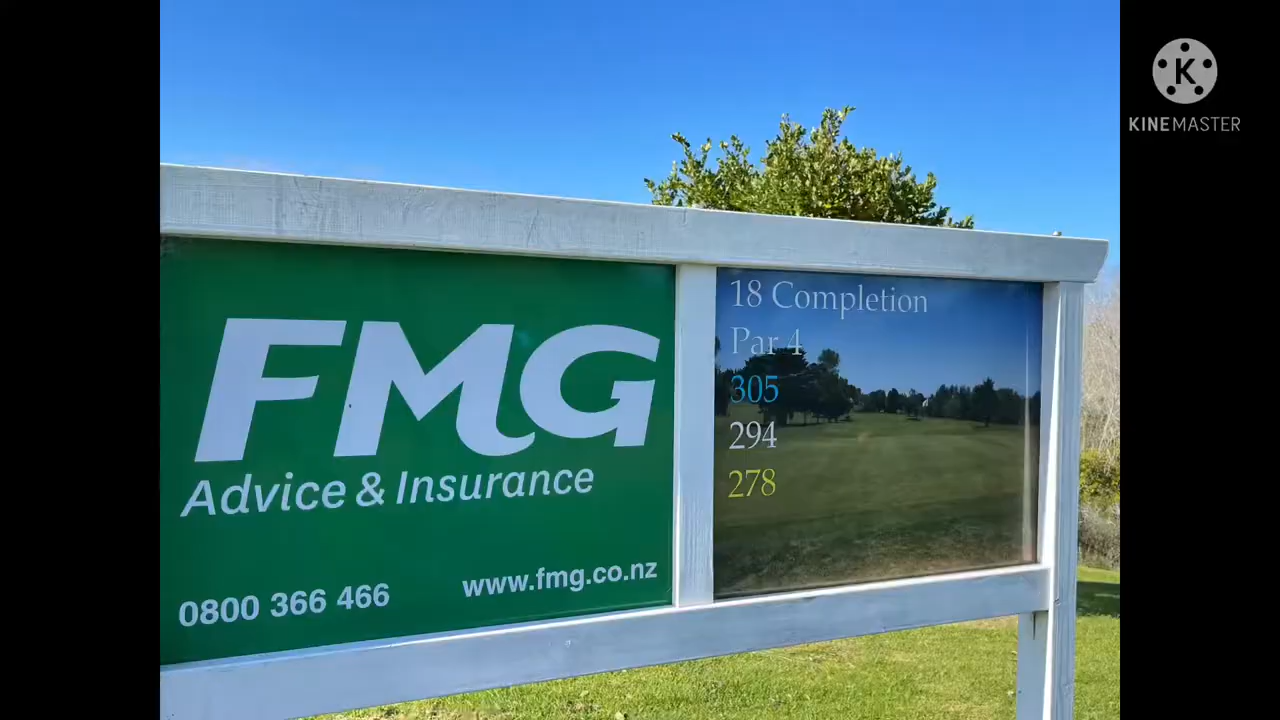 FMG
Advice & Insurance
0800 366 466
www.fmg.co.nz
18 Completion
Par 4
305
294
278
K
KINEMASTER